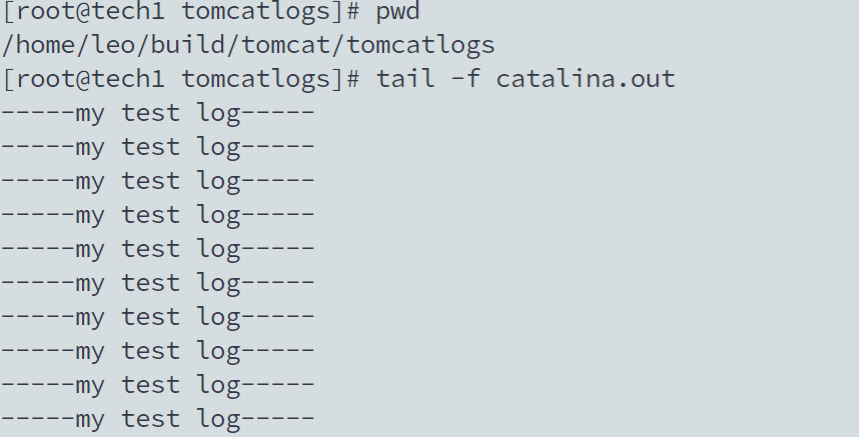 [root@tech1 tomcatlogs]# pwd
/home/leo/build/tomcat/tomcatlogs
[root@tech1 tomcatlogs]# tail -f catalina.out
-----my test log-----
-----my test log-----
-----my test log-----
-----my test log-----
-----my test log-----
-----my test log-----
-----my test log-----
-----my test log-----
-----my test log-----
-----my test log-----